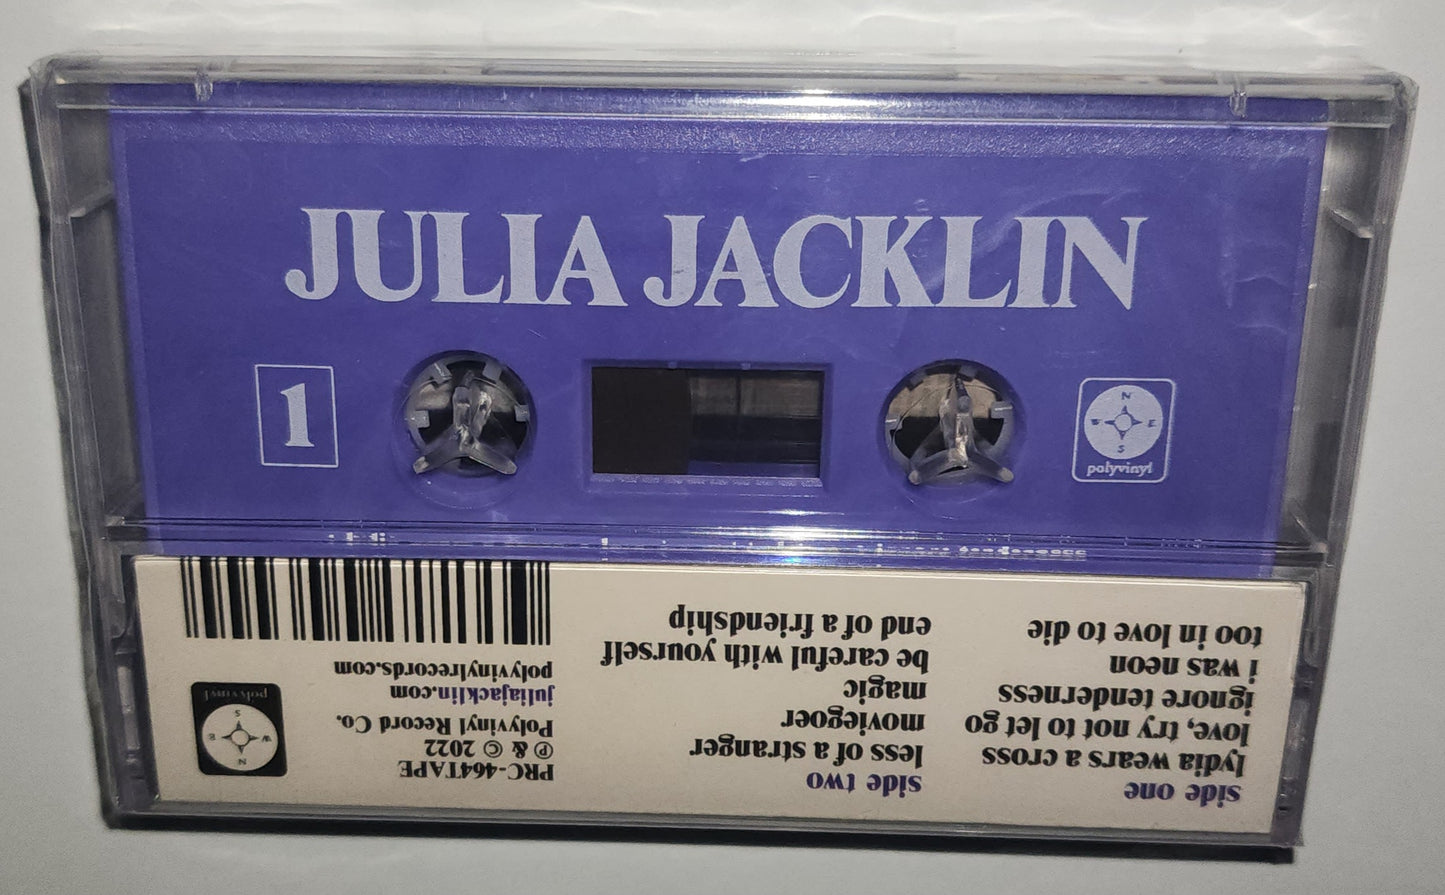 JULIA JACKLIN
1
N
W E
S
polyvinyl
side one
lydia wears a cross
love, try not to let go
ignore tenderness
i was neon
too in love to die
side two
less of a stranger
moviegoer
magic
be careful with yourself
end of a friendship
PRC-464TAPE
℗ & © 2022
Polyvinyl Record Co.
juliajacklin.com
polyvinylrecords.com
N
W E
S
polyvinyl